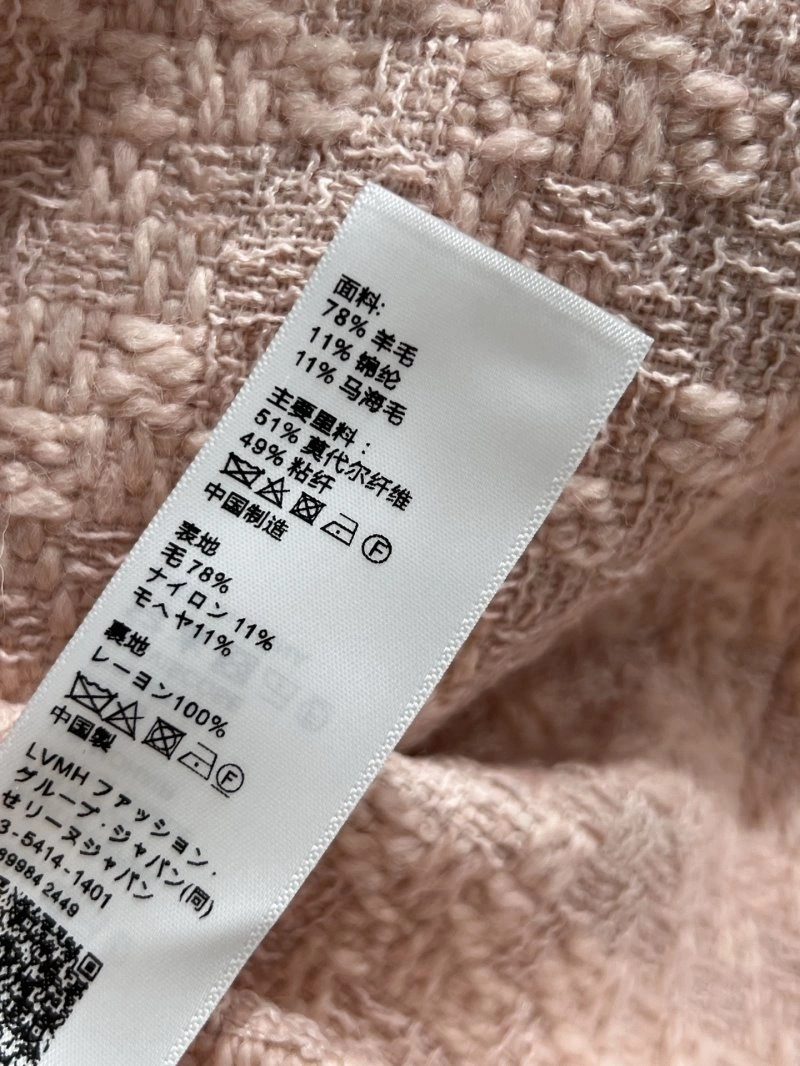 面料:
78% 羊毛
11% 锦纶
11% 马海毛
主要里料：
51% 莫代尔纤维
49% 粘纤
F
中国制造
表地
毛 78%
ナイロン 11%
モヘヤ11%
裏地
レーヨン100%
F
中国製
LVMH ファッション・
グループ・ジャパン(同)
セリーヌジャパン
3-5414-1401
89984 2449